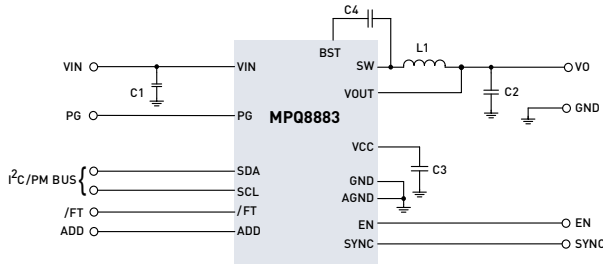 C4
BST
L1
VIN
VIN
SW
VO
C1
VOUT
C2
PG
PG
MPQ8883
GND
VCC
C3
I²C/PM BUS
SDA
SCL
GND
AGND
/FT
/FT
ADD
ADD
EN
EN
SYNC
SYNC